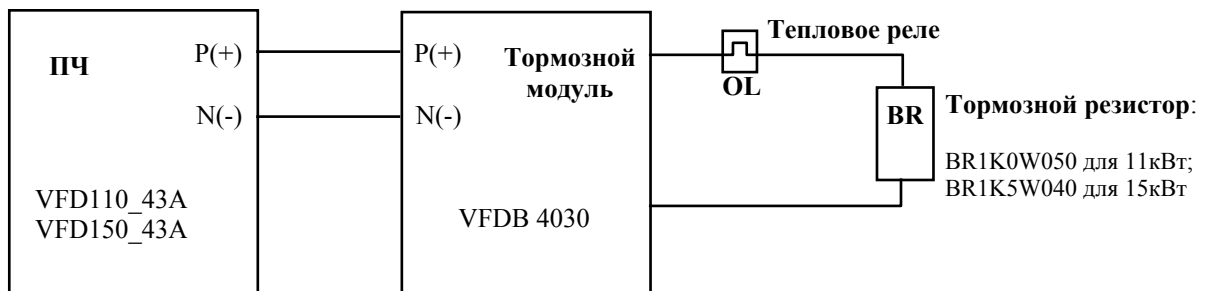 ПЧ
P(+)
N(-)
VFD110_43A
VFD150_43A
P(+)
N(-)
Тормозной
модуль
VFDB 4030
Тепловое реле
OL
BR
Тормозной резистор:
BR1K0W050 для 11кВт;
BR1K5W040 для 15кВт